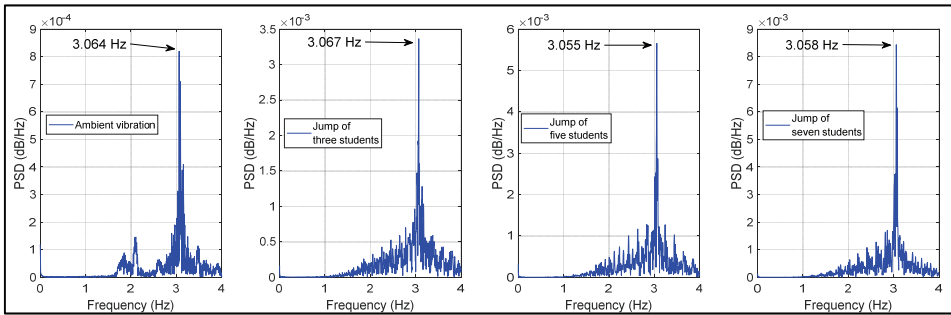 9 ×10⁻⁴
8
7
6
5
4
3
2
1
0
0 1 2 3 4
PSD (dB/Hz)
Frequency (Hz)
3.064 Hz
Ambient vibration
3.5 ×10⁻³
3
2.5
2
1.5
1
0.5
0
0 1 2 3 4
PSD (dB/Hz)
Frequency (Hz)
3.067 Hz
Jump of
three students
6 ×10⁻³
5
4
3
2
1
0
0 1 2 3 4
PSD (dB/Hz)
Frequency (Hz)
3.055 Hz
Jump of
five students
9 ×10⁻³
8
7
6
5
4
3
2
1
0
0 1 2 3 4
PSD (dB/Hz)
Frequency (Hz)
3.058 Hz
Jump of
seven students